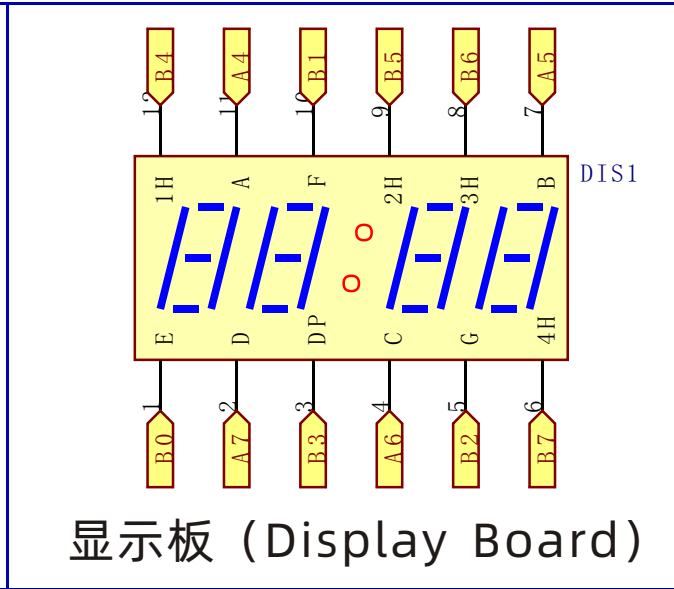 B4 A4 B1 B5 B6 A5
12 11 10 9 8 7
1H A F 2H 3H B
DIS1
E D DP C G 4H
1 2 3 4 5 6
B0 A7 B3 A6 B2 B7
显示板（Display Board）